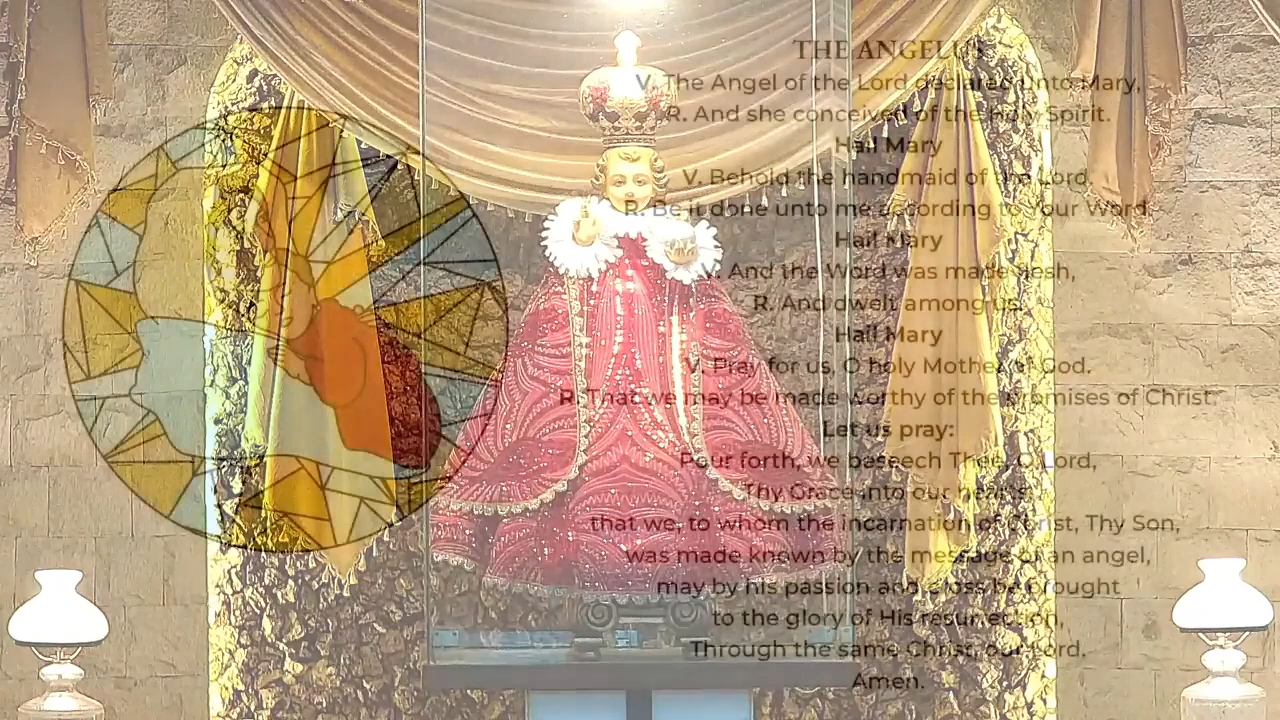 THE ANGELUS
V. The Angel of the Lord declared unto Mary,
R. And she conceived of the Holy Spirit.
Hail Mary
V. Behold the handmaid of the Lord.
R. Be it done unto me according to your Word.
Hail Mary
V. And the Word was made flesh,
R. And dwelt among us.
Hail Mary
V. Pray for us, O holy Mother of God.
R. That we may be made worthy of the promises of Christ.
Let us pray:
Pour forth, we beseech Thee, O Lord,
Thy Grace into our hearts
that we, to whom the incarnation of Christ, Thy Son,
was made known by the message of an angel,
may by his passion and cross be brought
to the glory of His resurrection,
Through the same Christ, our Lord.
Amen.